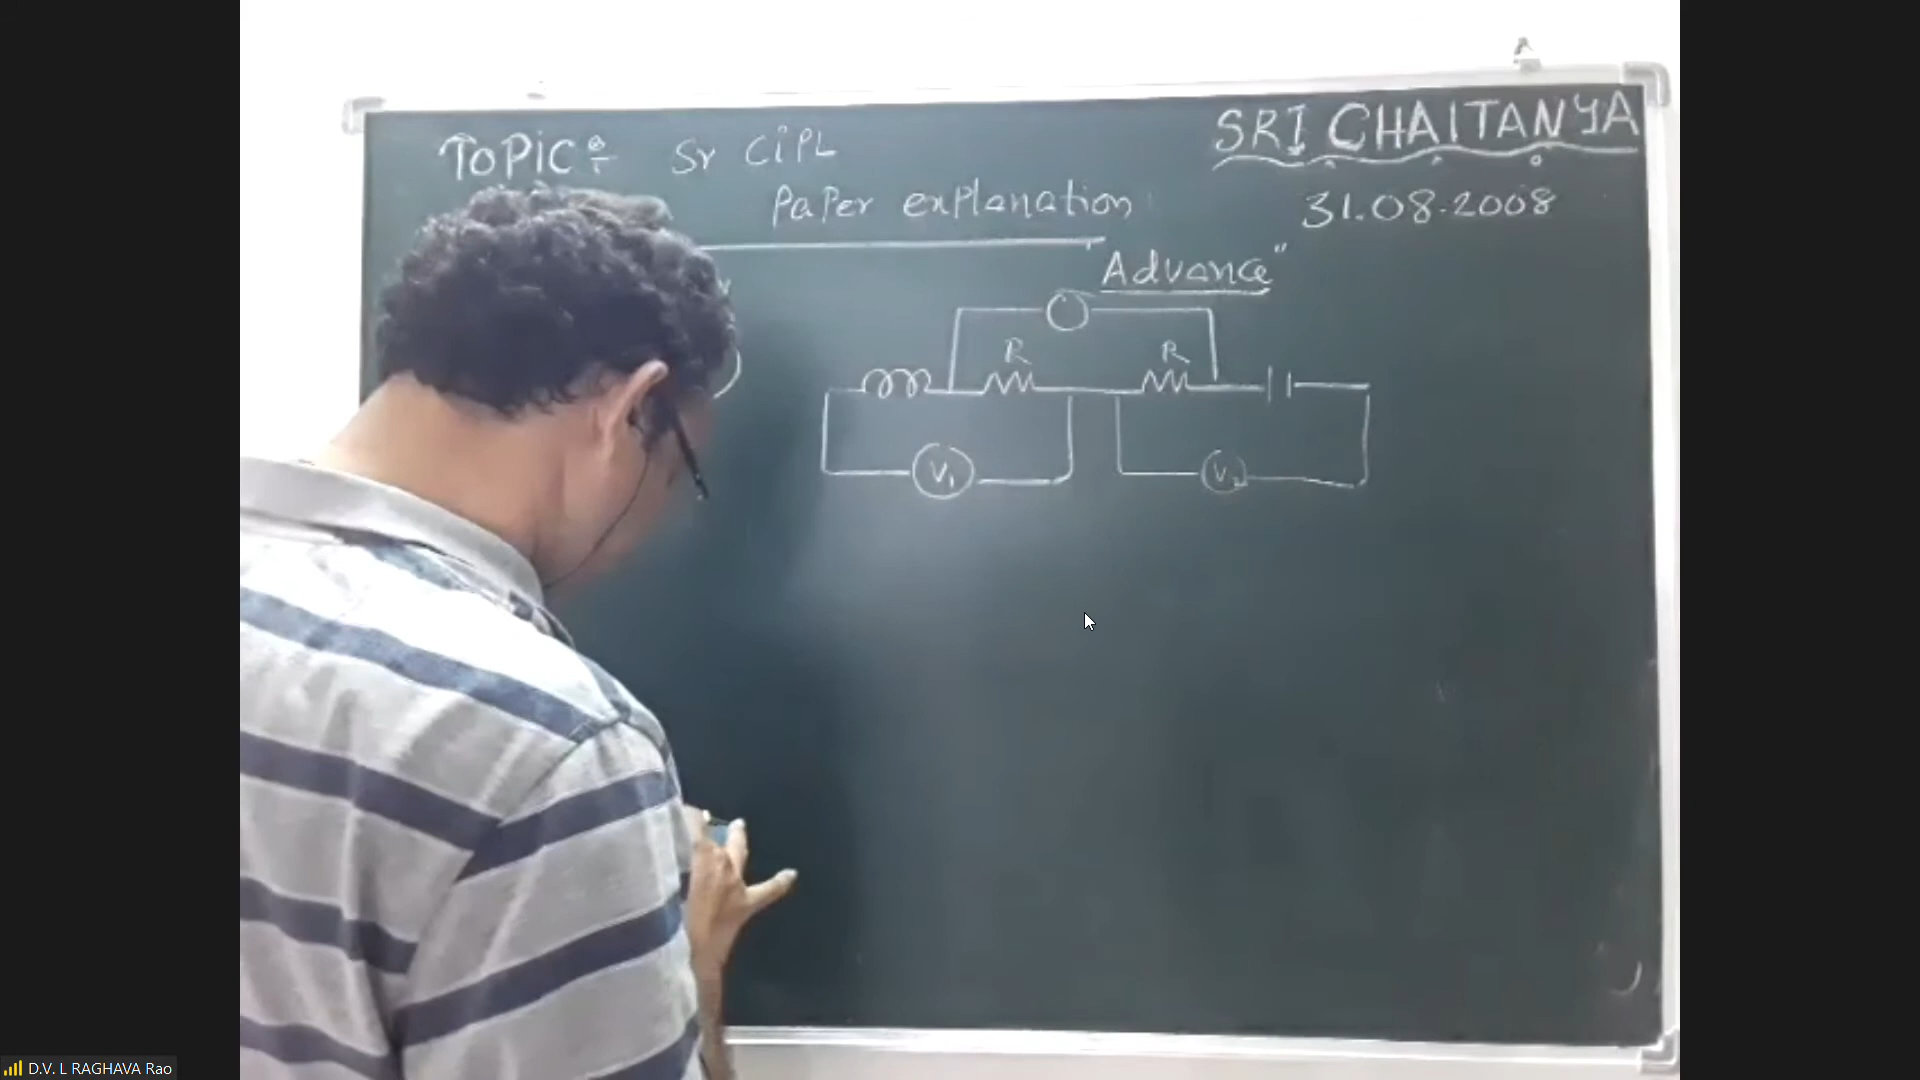 TOPiC:- Sr CiPL
SRI CHAITANYA
PaPer explanation
31.08.2008
"Advance"
R R
V₁ V₂
D.V. L RAGHAVA Rao